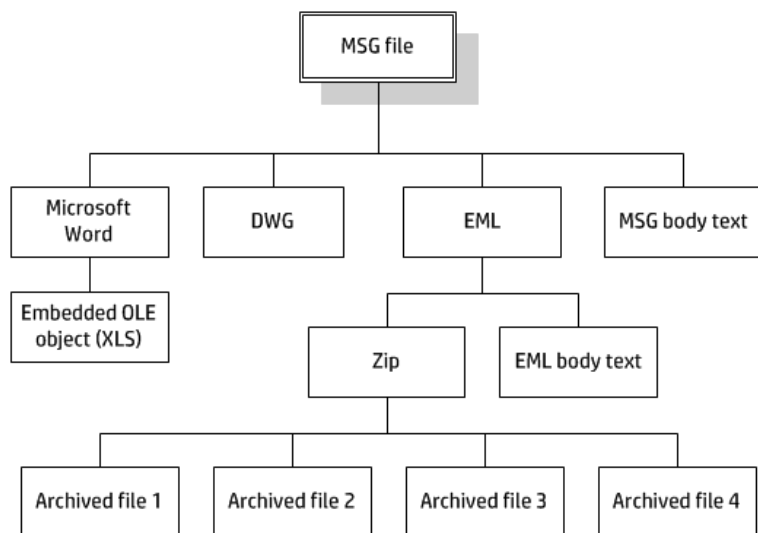 MSG file
Microsoft
Word
DWG
EML
MSG body text
Embedded OLE
object (XLS)
Zip
EML body text
Archived file 1
Archived file 2
Archived file 3
Archived file 4